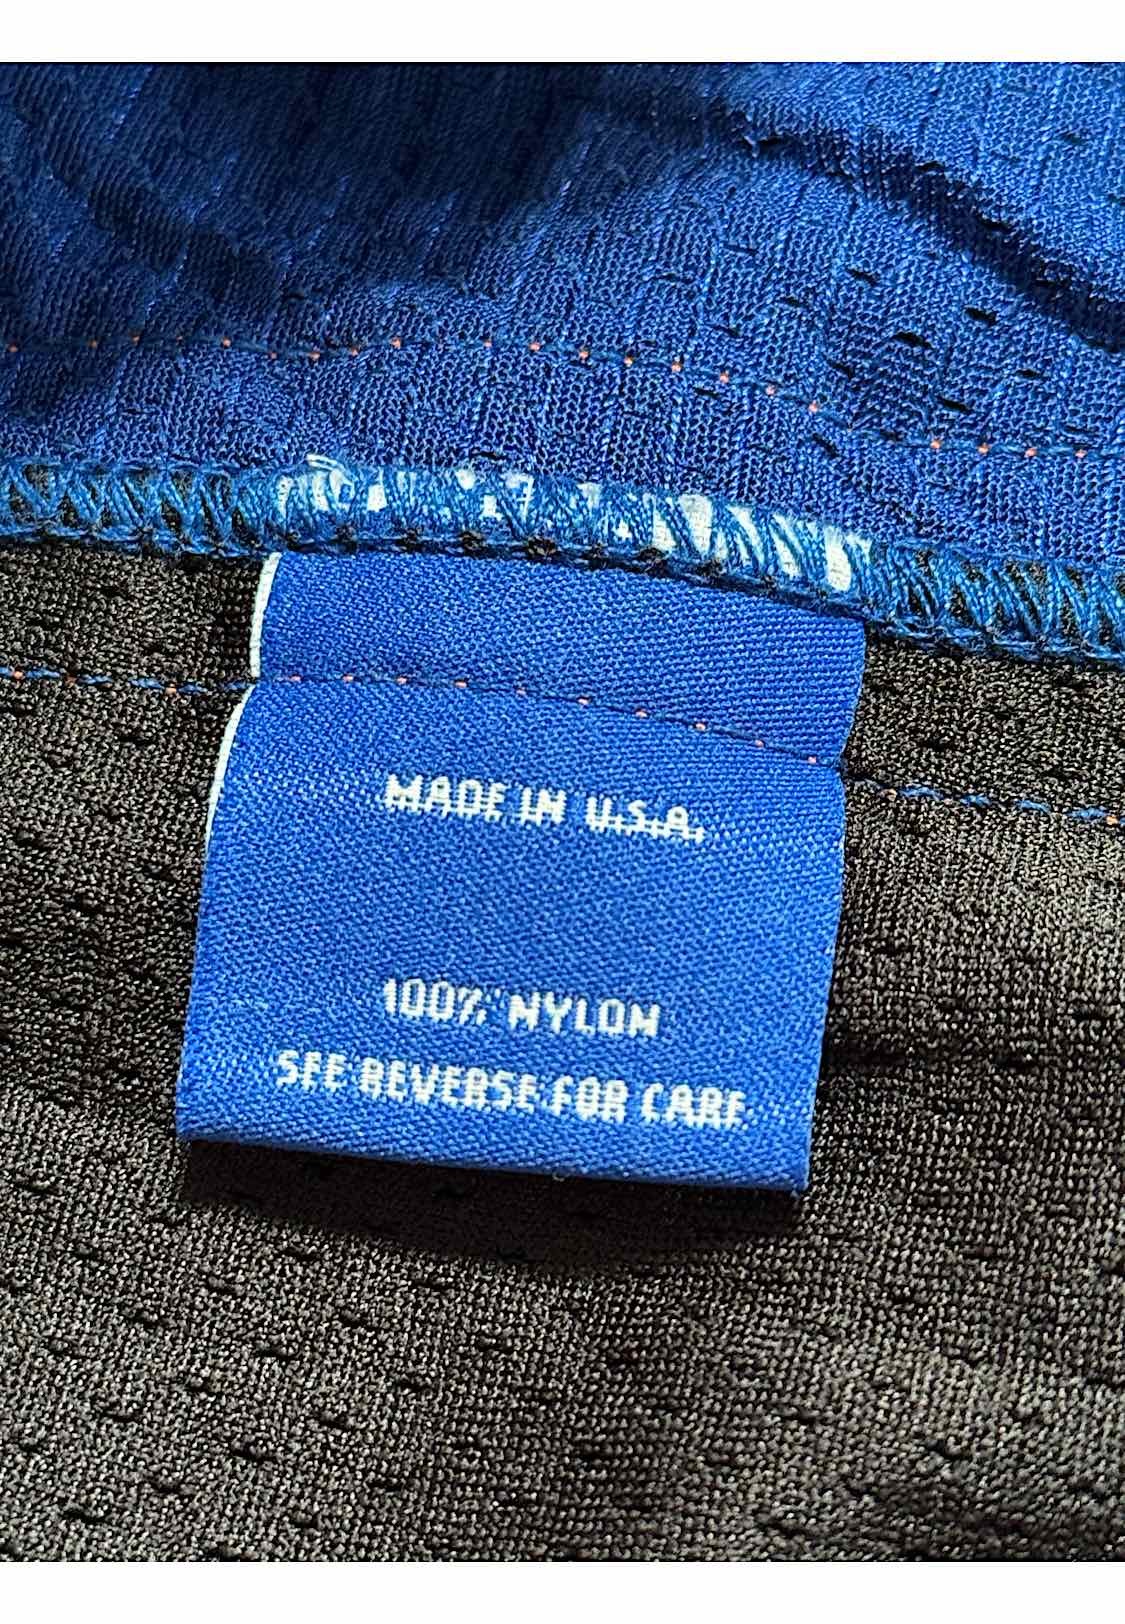 MADE IN U.S.A.
100% NYLON
SEE REVERSE FOR CARE